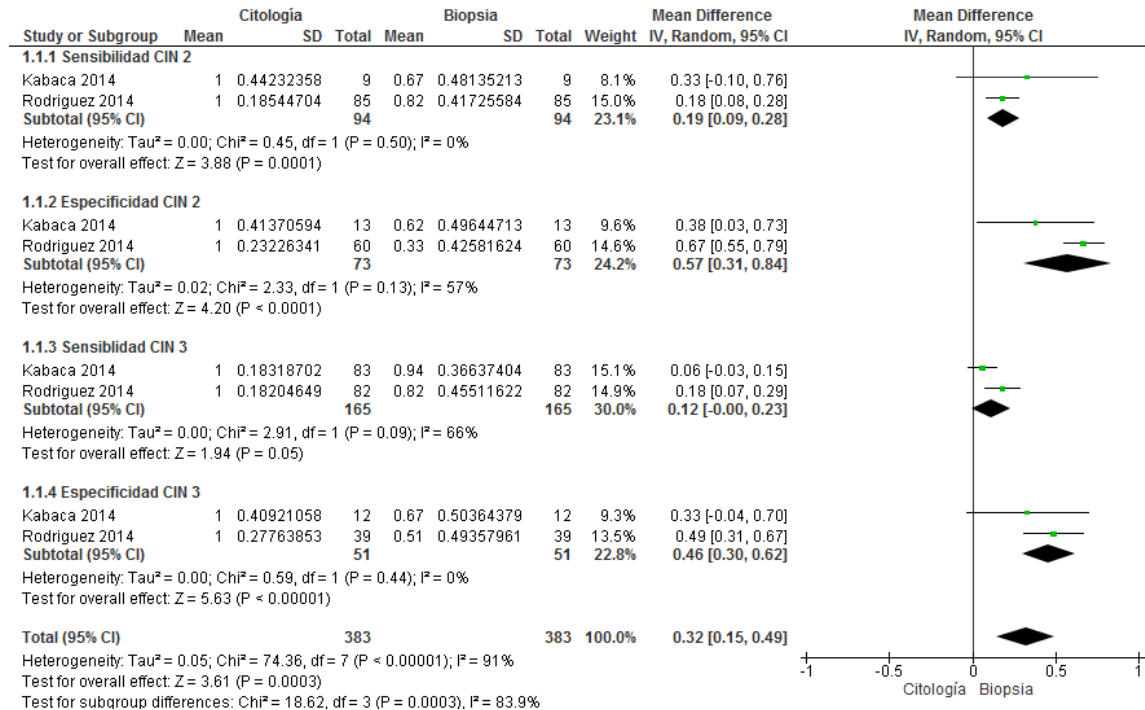 Citología Biopsia Mean Difference Mean Difference
Study or Subgroup Mean SD Total Mean SD Total Weight IV, Random, 95% CI IV, Random, 95% CI
1.1.1 Sensibilidad CIN 2
Kabaca 2014 1 0.44232358 9 0.67 0.48135213 9 8.1% 0.33 [-0.10, 0.76]
Rodriguez 2014 1 0.18544704 85 0.82 0.41725584 85 15.0% 0.18 [0.08, 0.28]
Subtotal (95% CI) 94 94 23.1% 0.19 [0.09, 0.28]
Heterogeneity: Tau² = 0.00; Chi² = 0.45, df = 1 (P = 0.50); I² = 0%
Test for overall effect: Z = 3.88 (P = 0.0001)
1.1.2 Especificidad CIN 2
Kabaca 2014 1 0.41370594 13 0.62 0.49644713 13 9.6% 0.38 [0.03, 0.73]
Rodriguez 2014 1 0.23226341 60 0.33 0.42581624 60 14.6% 0.67 [0.55, 0.79]
Subtotal (95% CI) 73 73 24.2% 0.57 [0.31, 0.84]
Heterogeneity: Tau² = 0.02; Chi² = 2.33, df = 1 (P = 0.13); I² = 57%
Test for overall effect: Z = 4.20 (P < 0.0001)
1.1.3 Sensiblidad CIN 3
Kabaca 2014 1 0.18318702 83 0.94 0.36637404 83 15.1% 0.06 [-0.03, 0.15]
Rodriguez 2014 1 0.18204649 82 0.82 0.45511622 82 14.9% 0.18 [0.07, 0.29]
Subtotal (95% CI) 165 165 30.0% 0.12 [-0.00, 0.23]
Heterogeneity: Tau² = 0.00; Chi² = 2.91, df = 1 (P = 0.09); I² = 66%
Test for overall effect: Z = 1.94 (P = 0.05)
1.1.4 Especificidad CIN 3
Kabaca 2014 1 0.40921058 12 0.67 0.50364379 12 9.3% 0.33 [-0.04, 0.70]
Rodriguez 2014 1 0.27763853 39 0.51 0.49357961 39 13.5% 0.49 [0.31, 0.67]
Subtotal (95% CI) 51 51 22.8% 0.46 [0.30, 0.62]
Heterogeneity: Tau² = 0.00; Chi² = 0.59, df = 1 (P = 0.44); I² = 0%
Test for overall effect: Z = 5.63 (P < 0.00001)
Total (95% CI) 383 383 100.0% 0.32 [0.15, 0.49]
Heterogeneity: Tau² = 0.05; Chi² = 74.36, df = 7 (P < 0.00001); I² = 91%
Test for overall effect: Z = 3.61 (P = 0.0003)
Test for subgroup differences: Chi² = 18.62, df = 3 (P = 0.0003), I² = 83.9%
-1 -0.5 0 0.5 1
Citología Biopsia